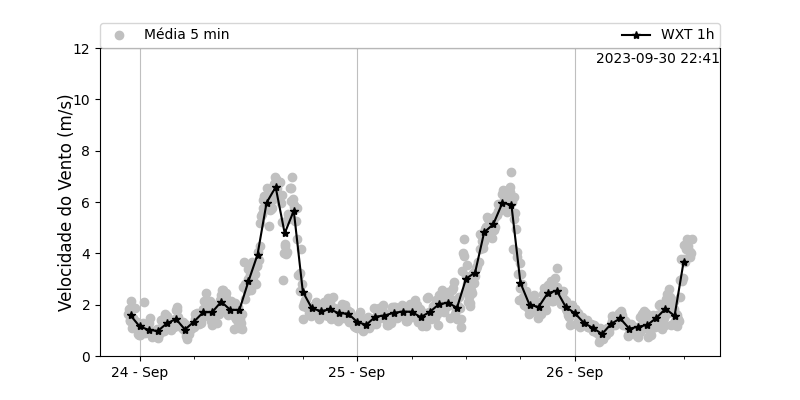 Média 5 min
WXT 1h
2023-09-30 22:41
Velocidade do Vento (m/s)
12
10
8
6
4
2
0
24 - Sep
25 - Sep
26 - Sep